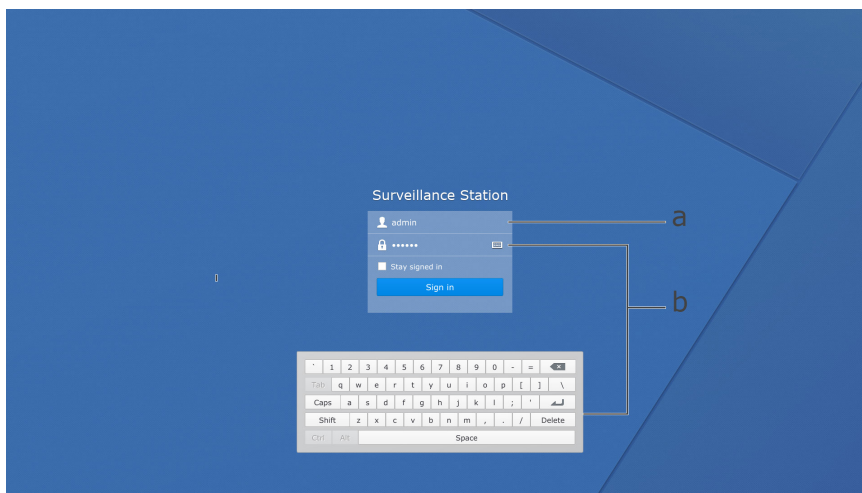 Surveillance Station
admin
a
••••••
Stay signed in
Sign in
b
` 1 2 3 4 5 6 7 8 9 0 - =
Tab q w e r t y u i o p [ ] \
Caps a s d f g h j k l ; '
Shift z x c v b n m , . / Delete
Ctrl Alt Space